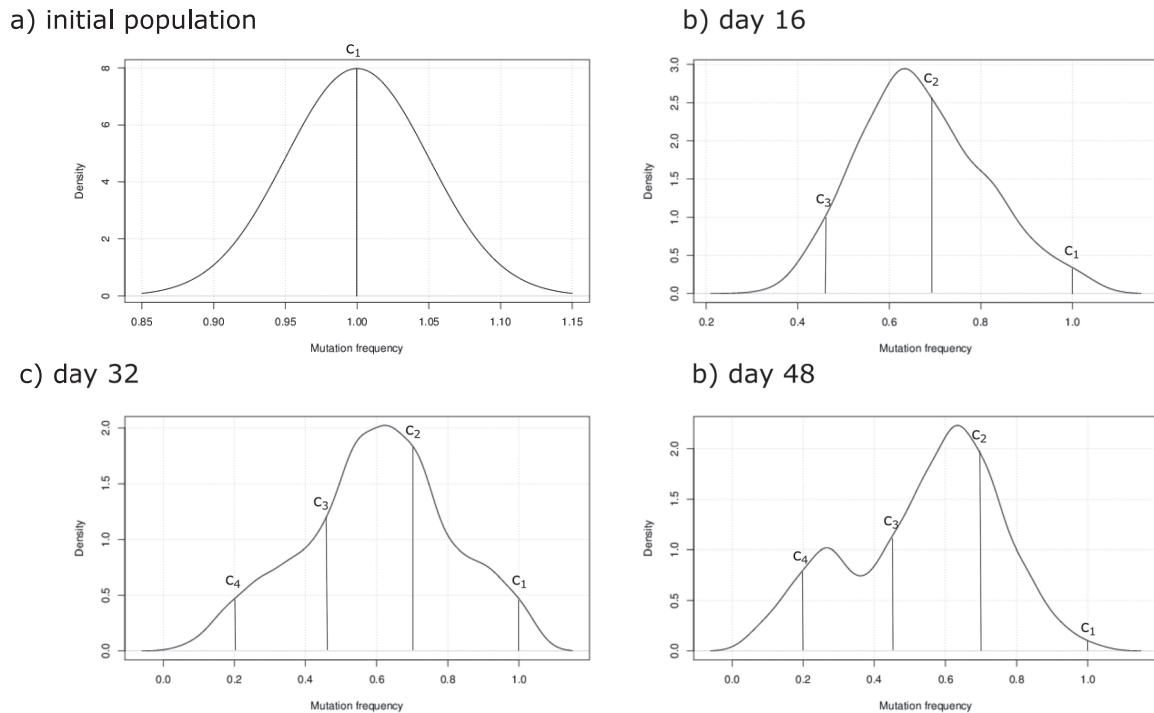 a) initial population
b) day 16
C1
8
6
4
2
0
Density
0.85 0.90 0.95 1.00 1.05 1.10 1.15
Mutation frequency
3.0
2.5
2.0
1.5
1.0
0.5
0.0
Density
C2
C3
C1
0.2 0.4 0.6 0.8 1.0
Mutation frequency
c) day 32
b) day 48
2.0
1.5
1.0
0.5
0.0
Density
C2
C3
C4
C1
0.0 0.2 0.4 0.6 0.8 1.0
Mutation frequency
2.0
1.5
1.0
0.5
0.0
Density
C2
C3
C4
C1
0.0 0.2 0.4 0.6 0.8 1.0
Mutation frequency